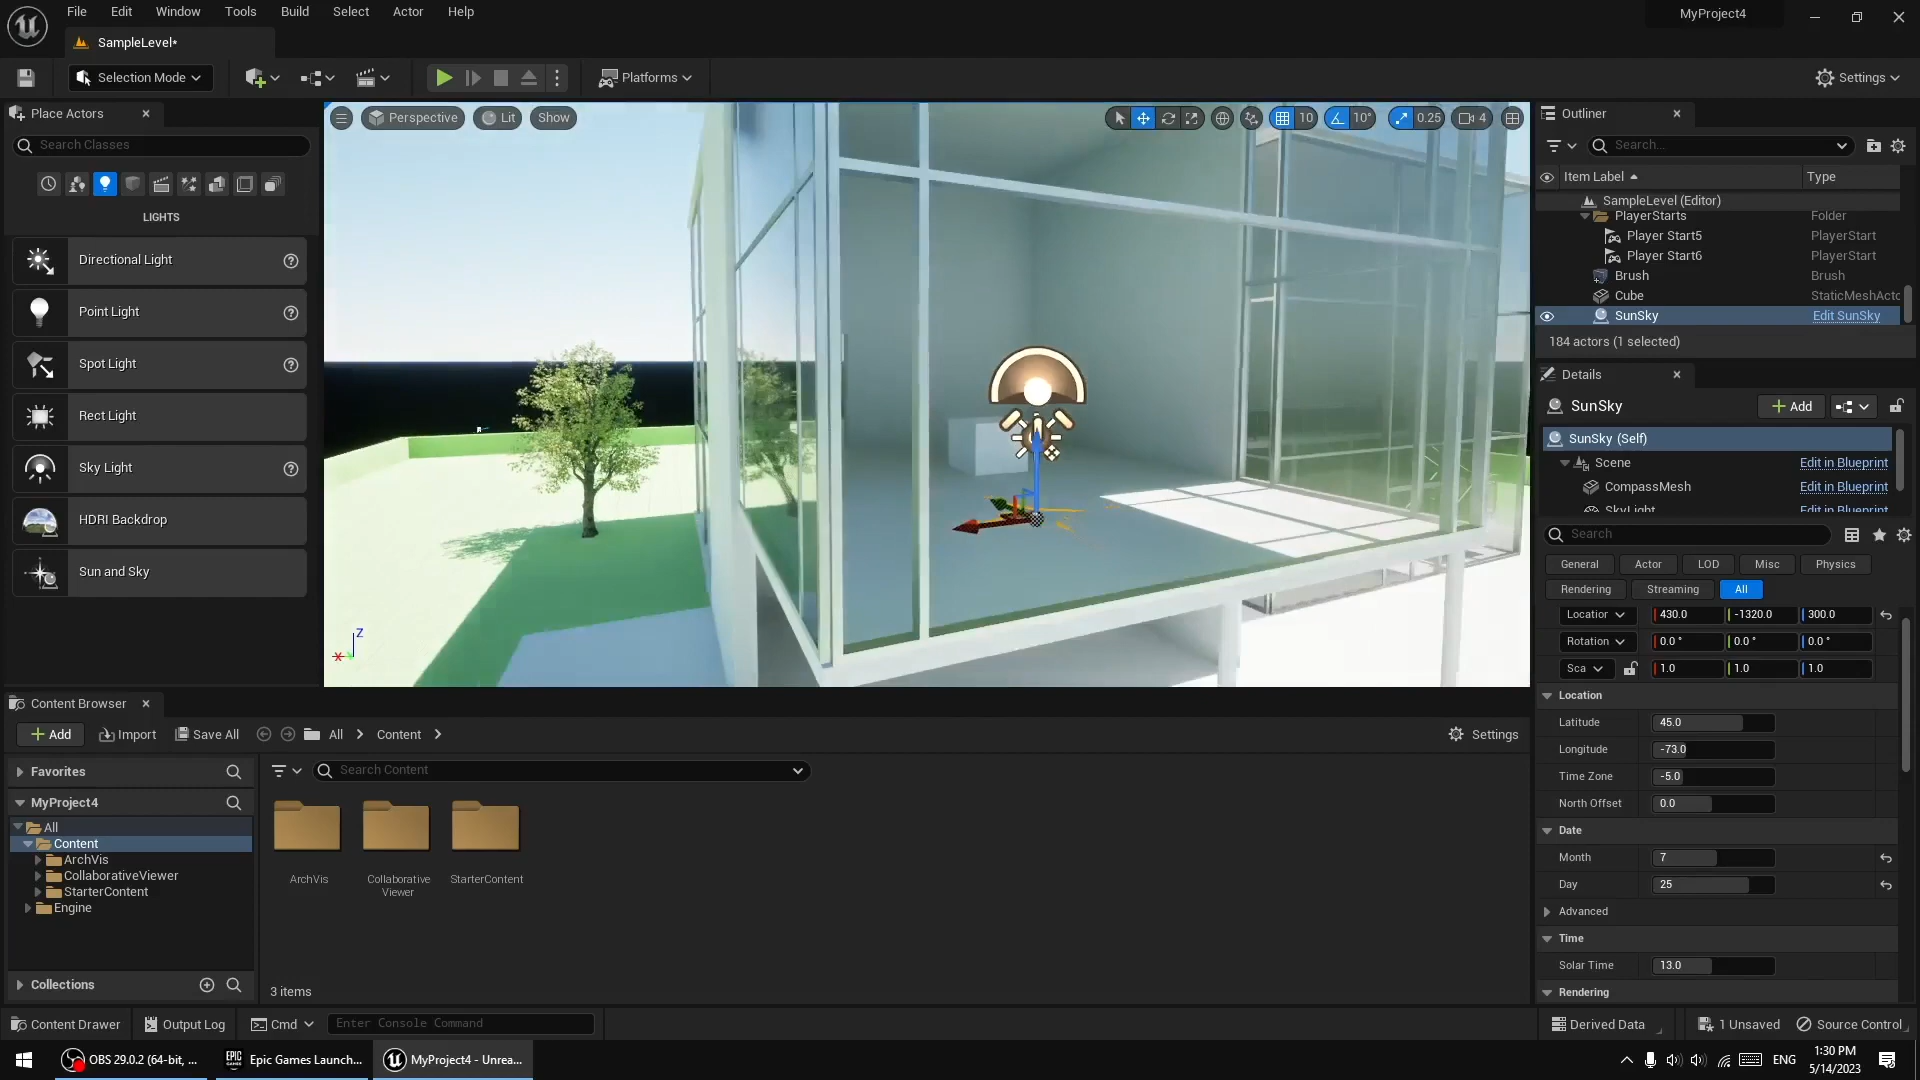 File Edit Window Tools Build Select Actor Help
MyProject4
SampleLevel*
Selection Mode
Platforms
Settings
Place Actors
Search Classes
LIGHTS
Directional Light
Point Light
Spot Light
Rect Light
Sky Light
HDRI Backdrop
Sun and Sky
Perspective
Lit
Show
10
10°
0.25
4
Z
X
Outliner
Search...
Item Label
Type
SampleLevel (Editor)
PlayerStarts Folder
Player Start5 PlayerStart
Player Start6 PlayerStart
Brush Brush
Cube StaticMeshActo
SunSky Edit SunSky
184 actors (1 selected)
Details
SunSky
Add
SunSky (Self)
Scene Edit in Blueprint
CompassMesh Edit in Blueprint
SkyLight Edit in Blueprint
Search
General Actor LOD Misc Physics
Rendering Streaming All
Location 430.0 -1320.0 300.0
Rotation 0.0 ° 0.0 ° 0.0 °
Sca 1.0 1.0 1.0
Location
Latitude 45.0
Longitude -73.0
Time Zone -5.0
North Offset 0.0
Date
Month 7
Day 25
Advanced
Time
Solar Time 13.0
Rendering
Content Browser
Add
Import
Save All
All
Content
Settings
Favorites
Search Content
MyProject4
All
Content
ArchVis
CollaborativeViewer
StarterContent
Engine
ArchVis
Collaborative
Viewer
StarterContent
Collections
3 items
Content Drawer
Output Log
Cmd
Enter Console Command
Derived Data
1 Unsaved
Source Control
OBS 29.0.2 (64-bit, ...
EPIC
GAMES
Epic Games Launch...
MyProject4 - Unrea...
ENG
1:30 PM
5/14/2023